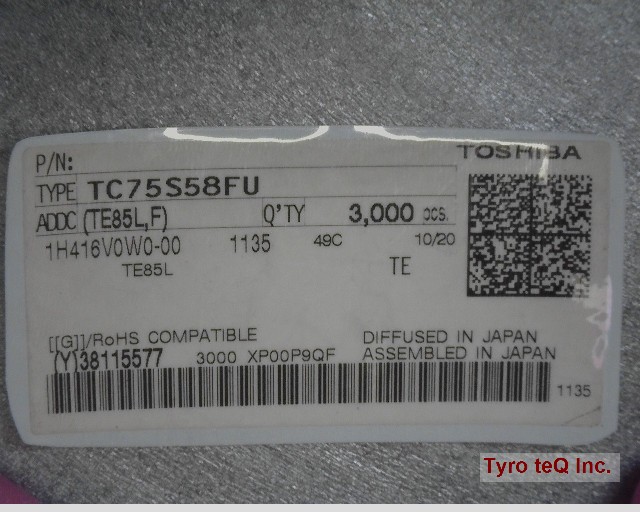 P/N:
TOSHIBA
TYPE TC75S58FU
ADDC (TE85L,F) Q'TY 3,000 pcs.
1H416V0W0-00 1135 49C 10/20
TE85L TE
[[G]]/RoHS COMPATIBLE DIFFUSED IN JAPAN
(Y)38115577 3000 XP00P9QF ASSEMBLED IN JAPAN
1135
Tyro teQ Inc.